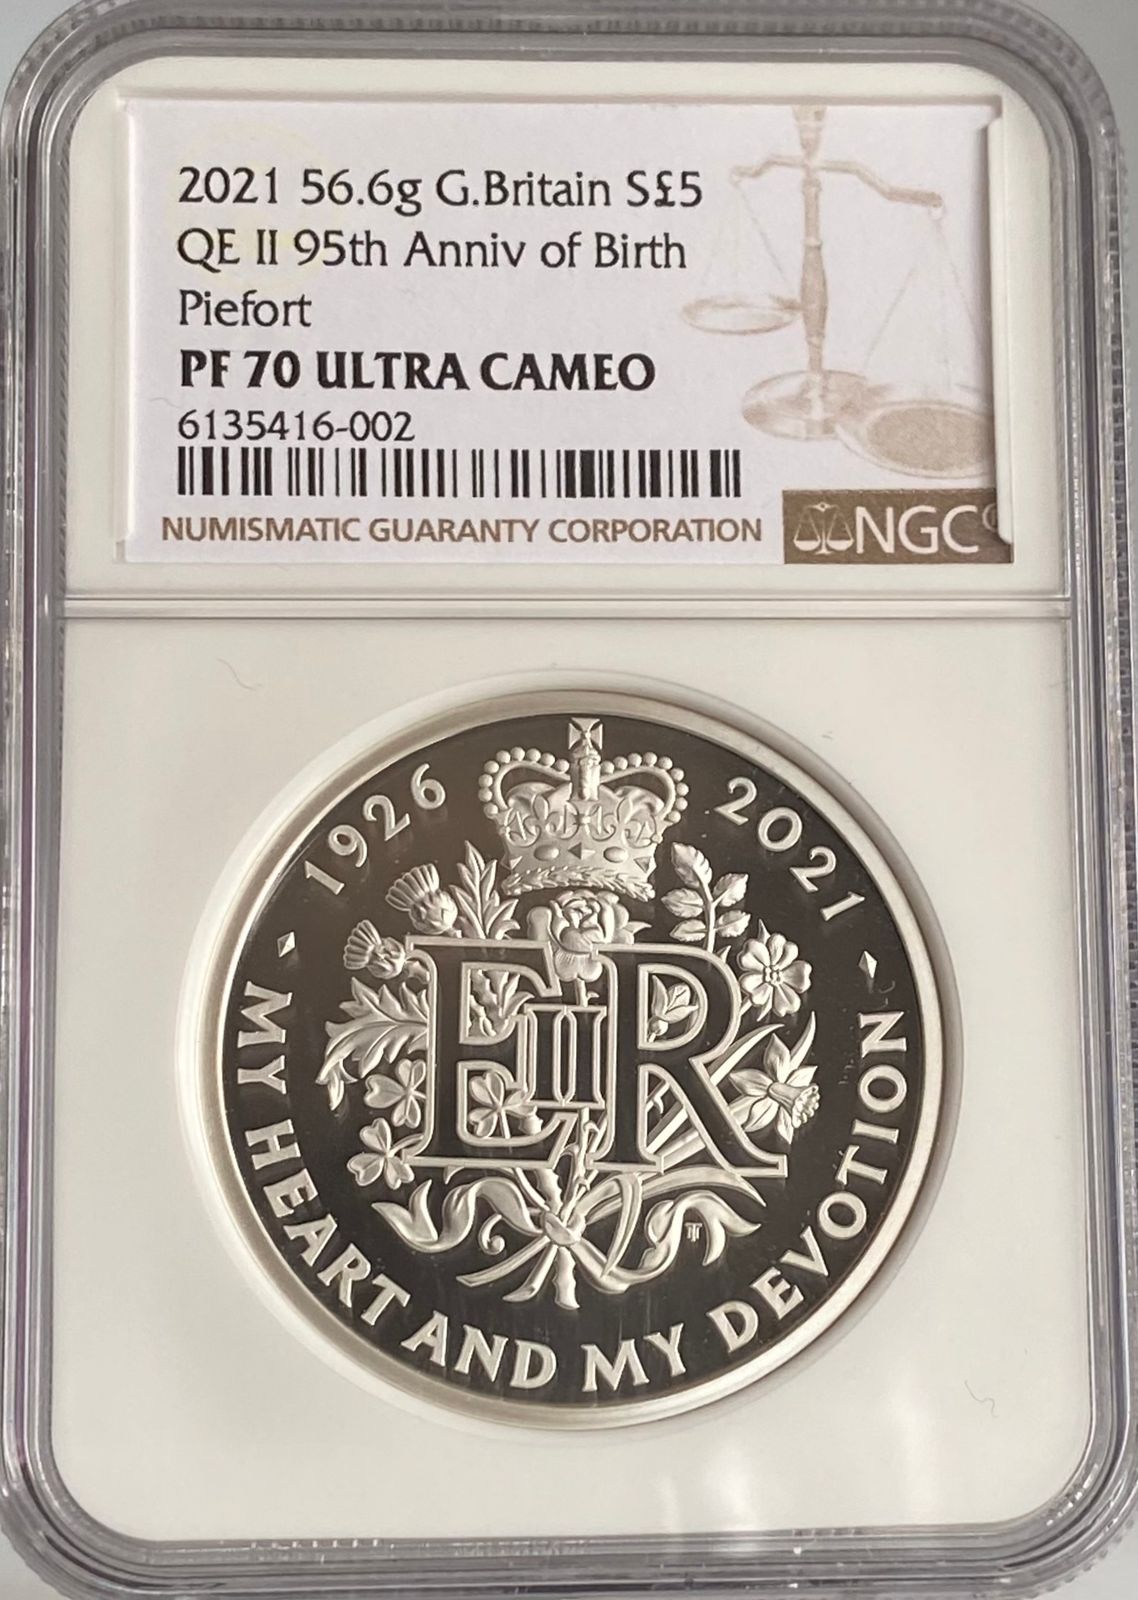 2021 56.6g G.Britain S£5
QE II 95th Anniv of Birth
Piefort
PF 70 ULTRA CAMEO
6135416-002
NUMISMATIC GUARANTY CORPORATION
NGC
1926
2021
EIIR
TT
MY HEART AND MY DEVOTION